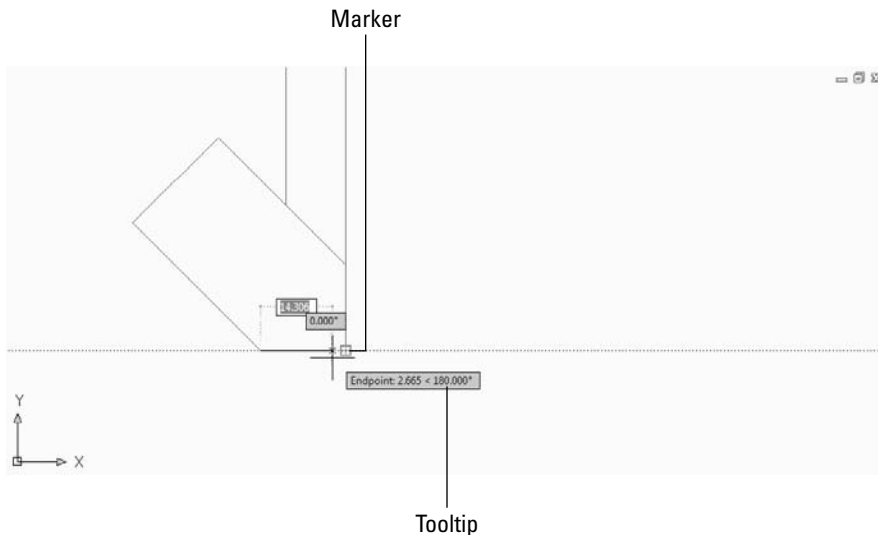 Marker
14.306
0.000°
Endpoint: 2.665 < 180.000°
Y
X
Tooltip